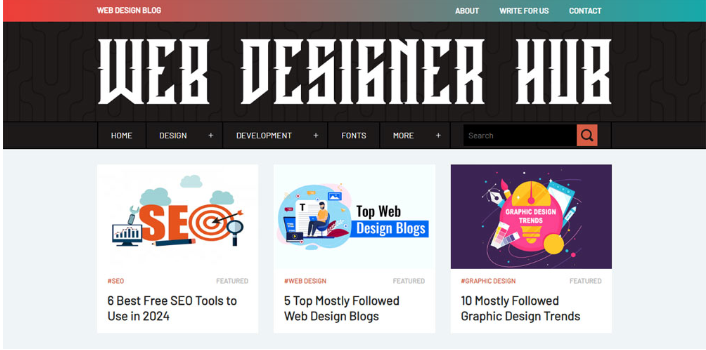 WEB DESIGN BLOG
ABOUT WRITE FOR US CONTACT
WEB DESIGNER HUB
HOME DESIGN + DEVELOPMENT + FONTS MORE + Search
SEO
Top Web
Design Blogs
T
GRAPHIC DESIGN
TRENDS
#SEO FEATURED
6 Best Free SEO Tools to
Use in 2024
#WEB DESIGN FEATURED
5 Top Mostly Followed
Web Design Blogs
#GRAPHIC DESIGN FEATURED
10 Mostly Followed
Graphic Design Trends